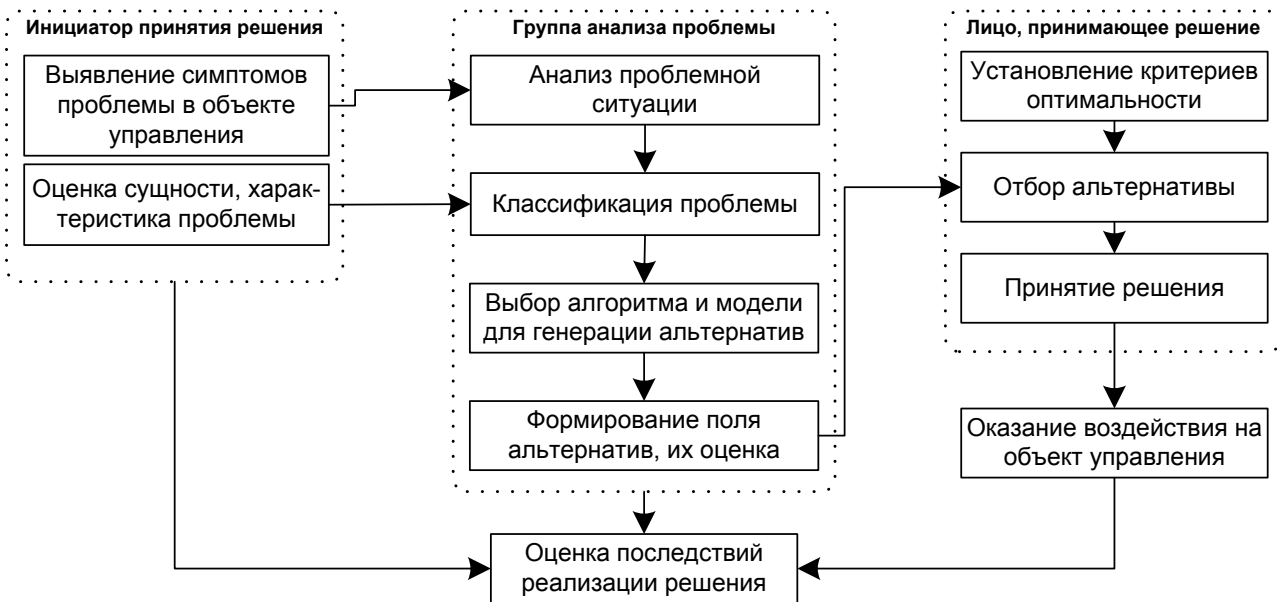 Инициатор принятия решения
Выявление симптомов
проблемы в объекте
управления
Оценка сущности, харак-
теристика проблемы
Группа анализа проблемы
Анализ проблемной
ситуации
Классификация проблемы
Выбор алгоритма и модели
для генерации альтернатив
Формирование поля
альтернатив, их оценка
Лицо, принимающее решение
Установление критериев
оптимальности
Отбор альтернативы
Принятие решения
Оказание воздействия на
объект управления
Оценка последствий
реализации решения